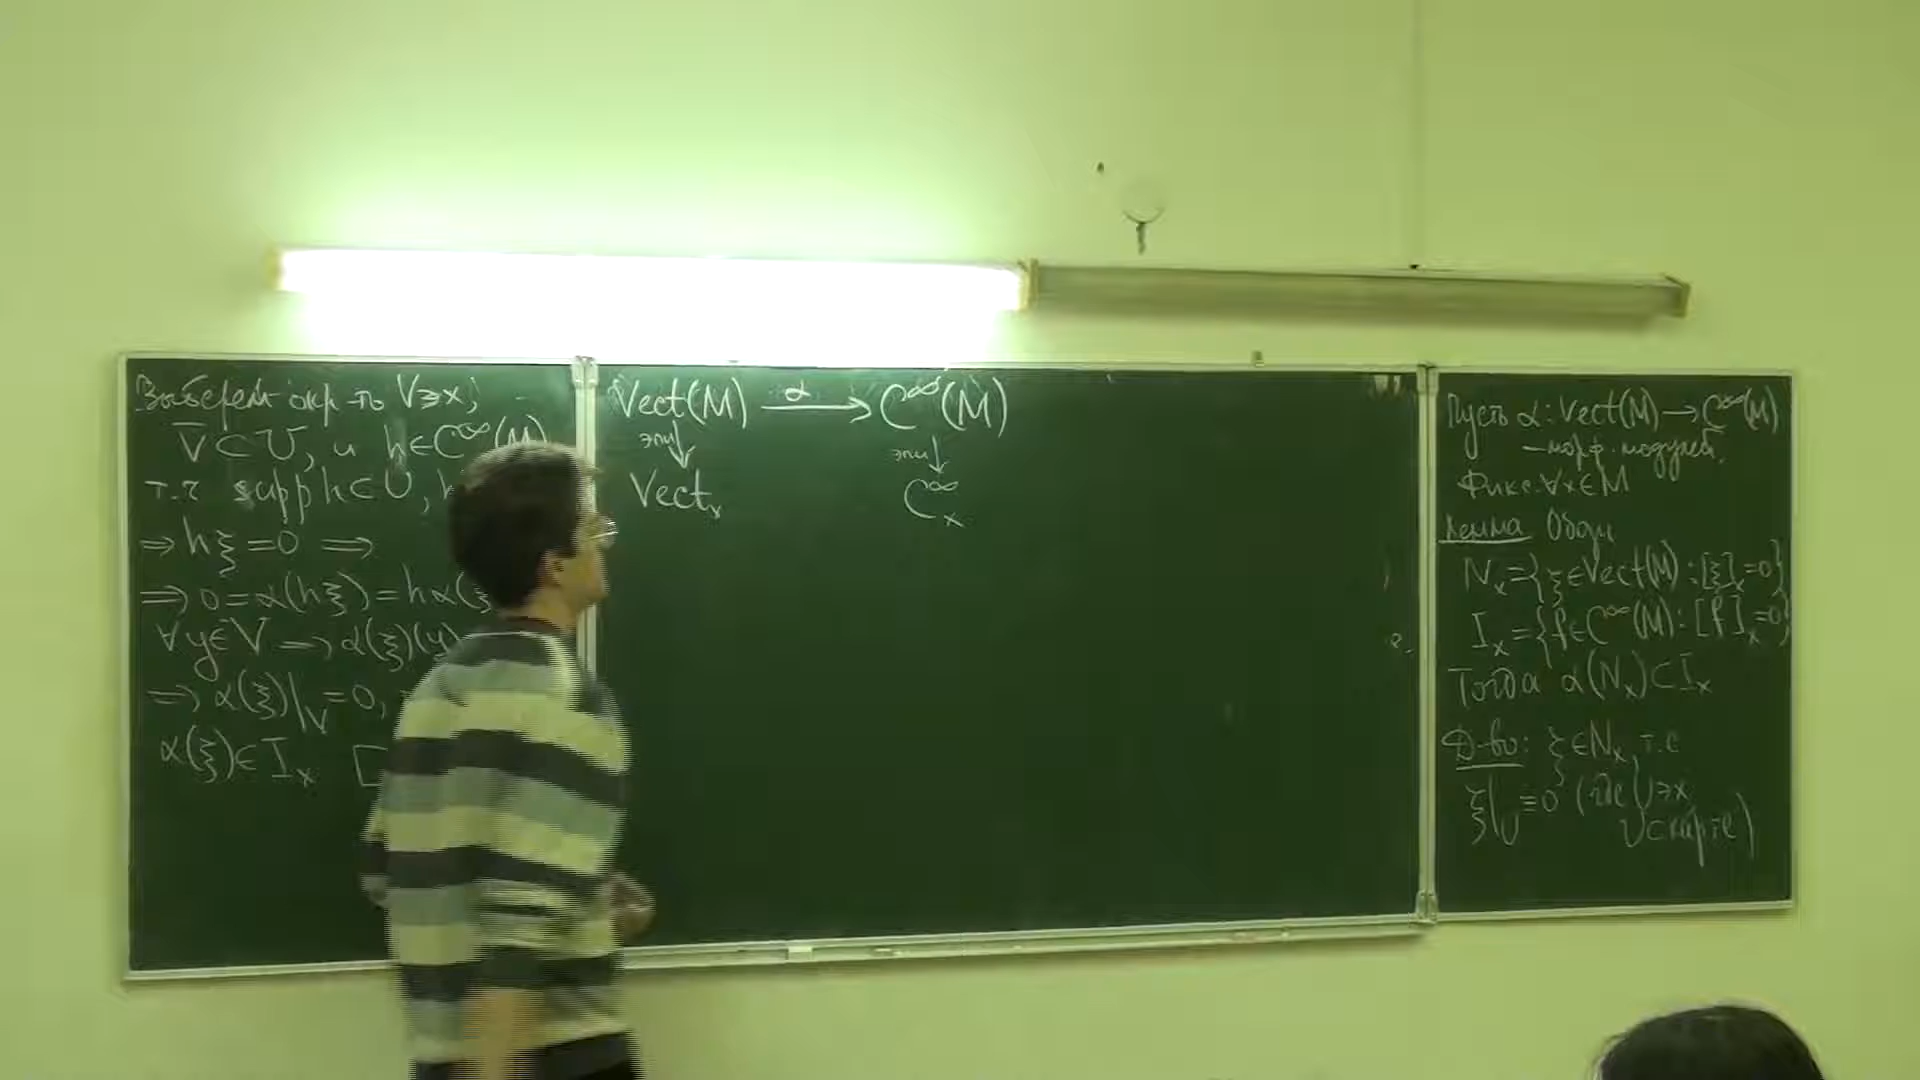 Выберем окр-ть V∋x,
V̄⊂U, и h∈C^∞(M)
т.ч supp h⊂U,
⇒ hξ=0 ⇒
⇒ 0=α(hξ)=hα(ξ
∀y∈V ⇒ α(ξ)(y)
⇒ α(ξ)|_V=0,
α(ξ)∈I_x
Vect(M) —α→ C^∞(M)
эпи↓ эпи↓
Vect_x C^∞_x
Пусть α: Vect(M)→C^∞(M)
– морф. модулей.
Фикс. ∀x∈M
Лемма Обозн
N_x={ξ∈Vect(M):[ξ]_x=0}
I_x={f∈C^∞(M):[f]_x=0}
Тогда α(N_x)⊂I_x
Д-во: ξ∈N_x, т.е
ξ|_U≡0 (где U∋x
U⊂карте)